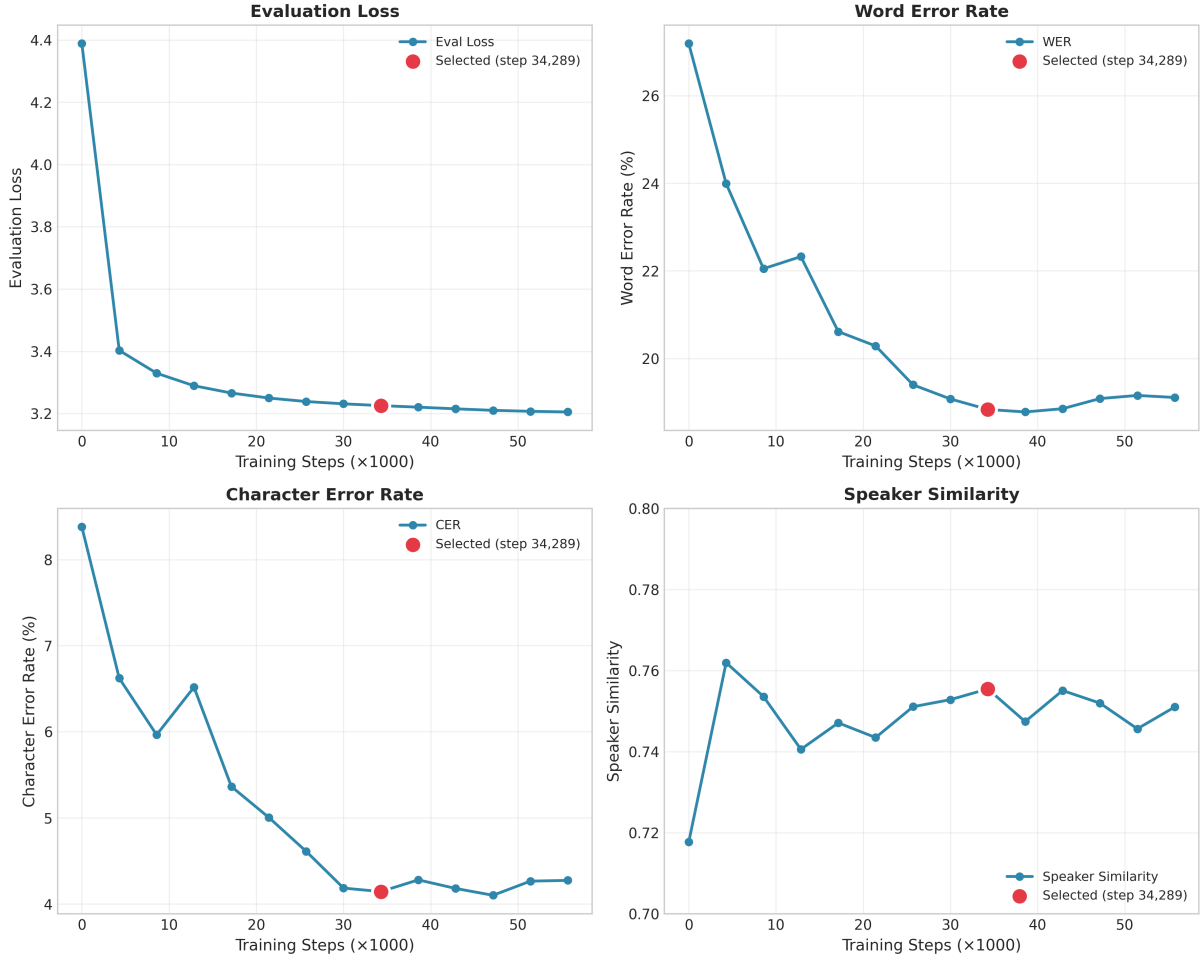 Evaluation Loss
Eval Loss
Selected (step 34,289)
4.4
4.2
4.0
3.8
3.6
3.4
3.2
Evaluation Loss
0 10 20 30 40 50
Training Steps (×1000)
Word Error Rate
WER
Selected (step 34,289)
26
24
22
20
Word Error Rate (%)
0 10 20 30 40 50
Training Steps (×1000)
Character Error Rate
CER
Selected (step 34,289)
8
7
6
5
4
Character Error Rate (%)
0 10 20 30 40 50
Training Steps (×1000)
Speaker Similarity
0.80
0.78
0.76
0.74
0.72
0.70
Speaker Similarity
Speaker Similarity
Selected (step 34,289)
0 10 20 30 40 50
Training Steps (×1000)